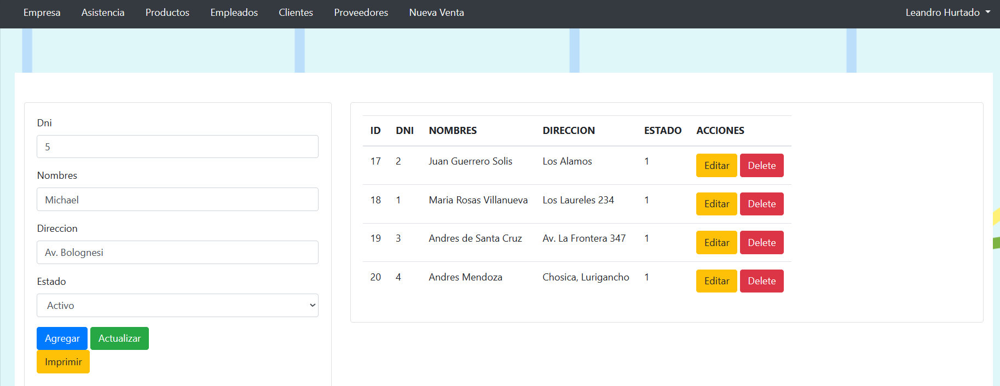 Empresa Asistencia Productos Empleados Clientes Proveedores Nueva Venta Leandro Hurtado
Dni
5
Nombres
Michael
Direccion
Av. Bolognesi
Estado
Activo
Agregar Actualizar
Imprimir
ID DNI NOMBRES DIRECCION ESTADO ACCIONES
17 2 Juan Guerrero Solis Los Alamos 1 Editar Delete
18 1 Maria Rosas Villanueva Los Laureles 234 1 Editar Delete
19 3 Andres de Santa Cruz Av. La Frontera 347 1 Editar Delete
20 4 Andres Mendoza Chosica, Lurigancho 1 Editar Delete